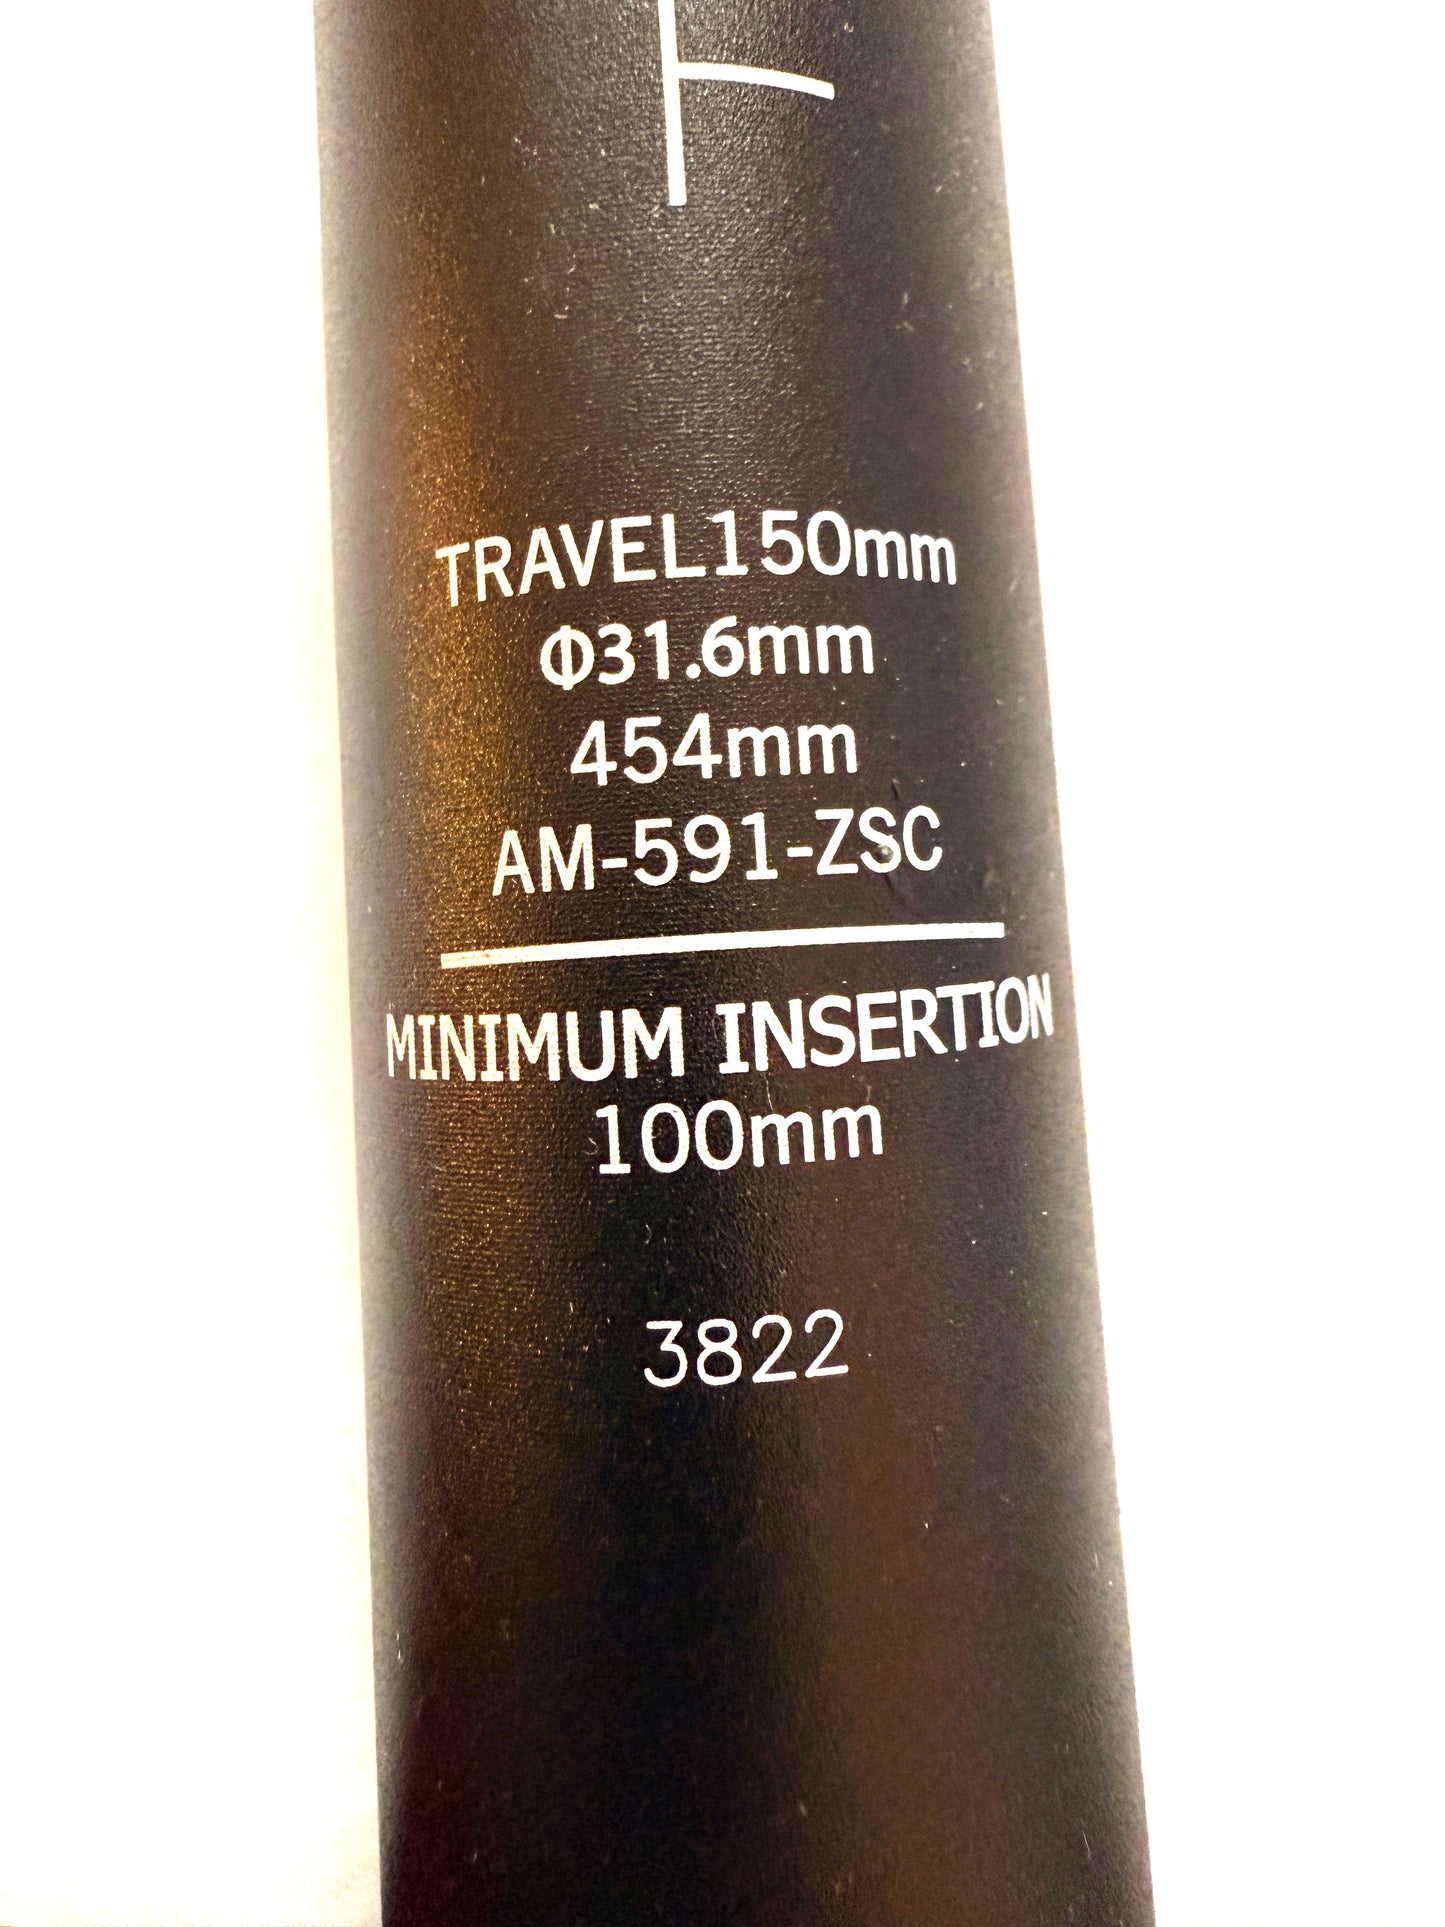 TRAVEL150mm
Φ31.6mm
454mm
AM-591-ZSC
MINIMUM INSERTION
100mm
3822